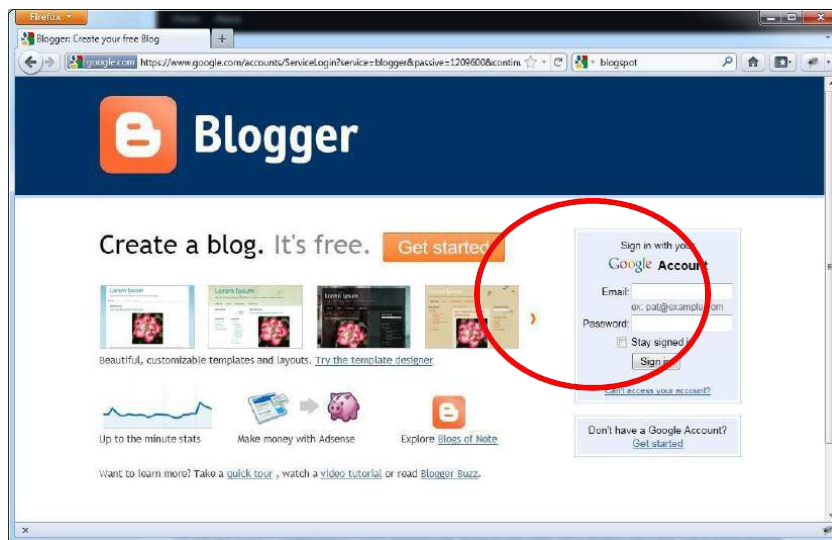 Firefox
Blogger: Create your free Blog
google.com https://www.google.com/accounts/ServiceLogin?service=blogger&passive=1209600&continu
blogspot
Blogger
Create a blog. It's free. Get started
Sign in with your
Google Account
Email:
ex: pat@example.com
Password:
Stay signed in
Sign in
Can't access your account?
Lorem Ipsum
Lorem Ipsum
Lorem Ipsum
Lorem Ipsum
Beautiful, customizable templates and layouts. Try the template designer
Up to the minute stats
Make money with Adsense
Explore Blogs of Note
Don't have a Google Account?
Get started
Want to learn more? Take a quick tour , watch a video tutorial or read Blogger Buzz.